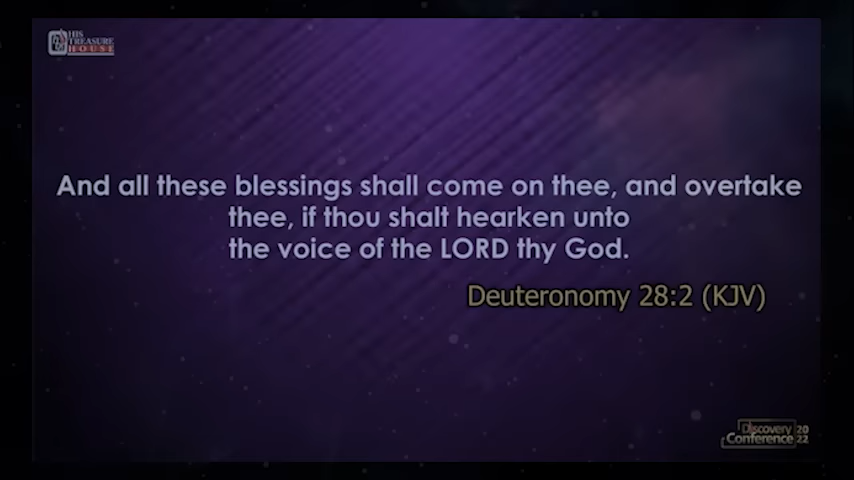 HIS
TREASURE
HOUSE
And all these blessings shall come on thee, and overtake
thee, if thou shalt hearken unto
the voice of the LORD thy God.
Deuteronomy 28:2 (KJV)
Discovery
Conference
20
22